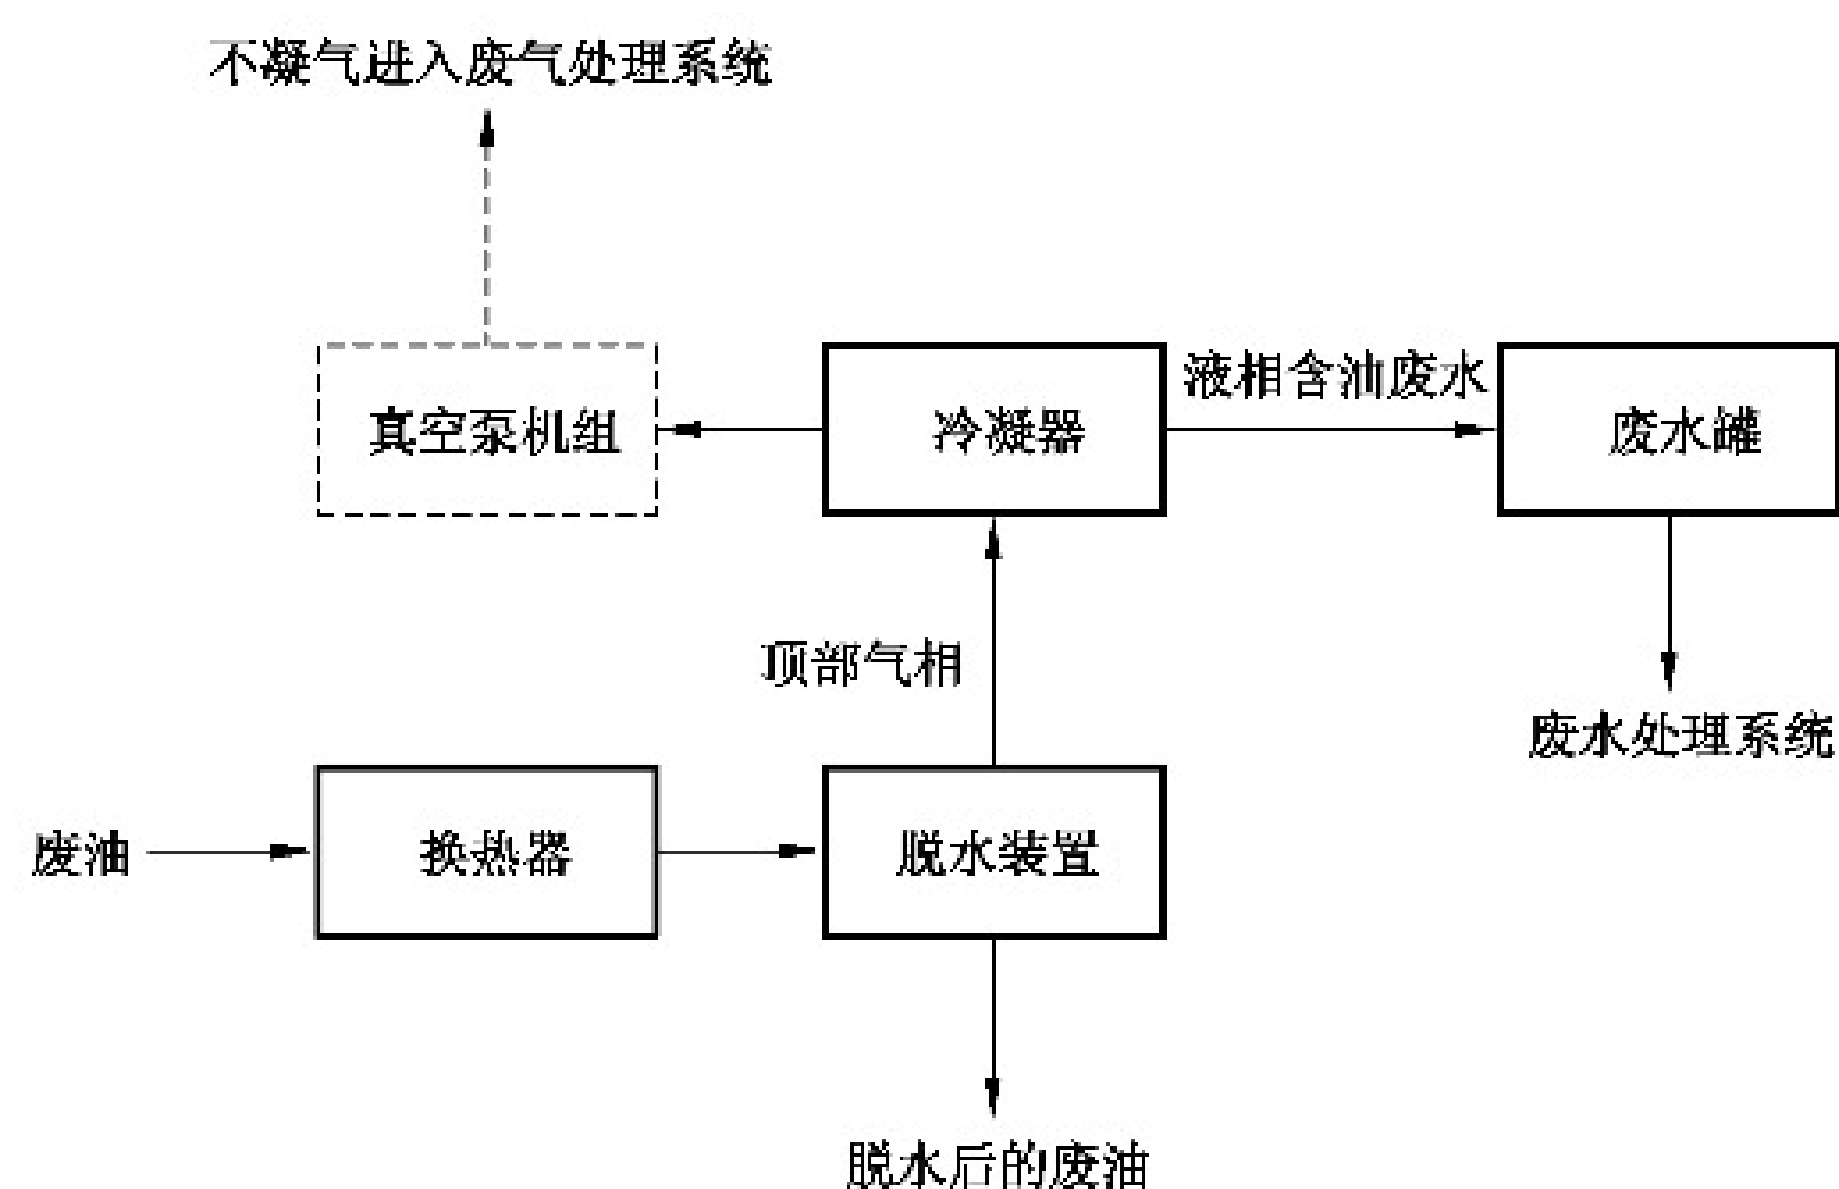 不凝气进入废气处理系统
真空泵机组
冷凝器
液相含油废水
废水罐
顶部气相
废水处理系统
废油
换热器
脱水装置
脱水后的废油